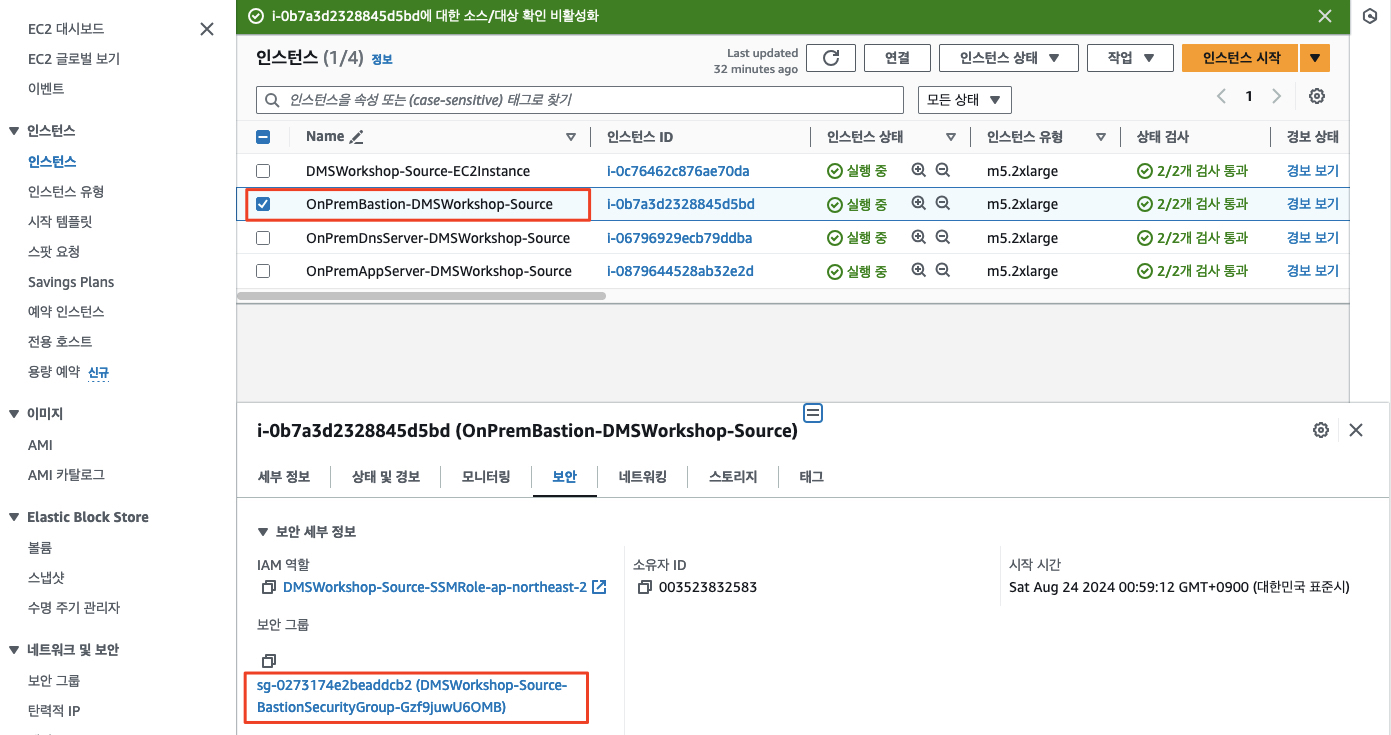 i-0b7a3d2328845d5bd에 대한 소스/대상 확인 비활성화
EC2 대시보드
EC2 글로벌 보기
이벤트
인스턴스
인스턴스
인스턴스 유형
시작 템플릿
스팟 요청
Savings Plans
예약 인스턴스
전용 호스트
용량 예약 신규
이미지
AMI
AMI 카탈로그
Elastic Block Store
볼륨
스냅샷
수명 주기 관리자
네트워크 및 보안
보안 그룹
탄력적 IP
인스턴스 (1/4) 정보
Last updated
32 minutes ago
연결
인스턴스 상태
작업
인스턴스 시작
인스턴스을 속성 또는 (case-sensitive) 태그로 찾기
모든 상태
1
Name 인스턴스 ID 인스턴스 상태 인스턴스 유형 상태 검사 경보 상태
DMSWorkshop-Source-EC2Instance i-0c76462c876ae70da 실행 중 m5.2xlarge 2/2개 검사 통과 경보 보기
OnPremBastion-DMSWorkshop-Source i-0b7a3d2328845d5bd 실행 중 m5.2xlarge 2/2개 검사 통과 경보 보기
OnPremDnsServer-DMSWorkshop-Source i-06796929ecb79ddba 실행 중 m5.2xlarge 2/2개 검사 통과 경보 보기
OnPremAppServer-DMSWorkshop-Source i-0879644528ab32e2d 실행 중 m5.2xlarge 2/2개 검사 통과 경보 보기
i-0b7a3d2328845d5bd (OnPremBastion-DMSWorkshop-Source)
세부 정보 상태 및 경보 모니터링 보안 네트워킹 스토리지 태그
보안 세부 정보
IAM 역할
DMSWorkshop-Source-SSMRole-ap-northeast-2
소유자 ID
003523832583
시작 시간
Sat Aug 24 2024 00:59:12 GMT+0900 (대한민국 표준시)
보안 그룹
sg-0273174e2beaddcb2 (DMSWorkshop-Source-
BastionSecurityGroup-Gzf9juwU6OMB)